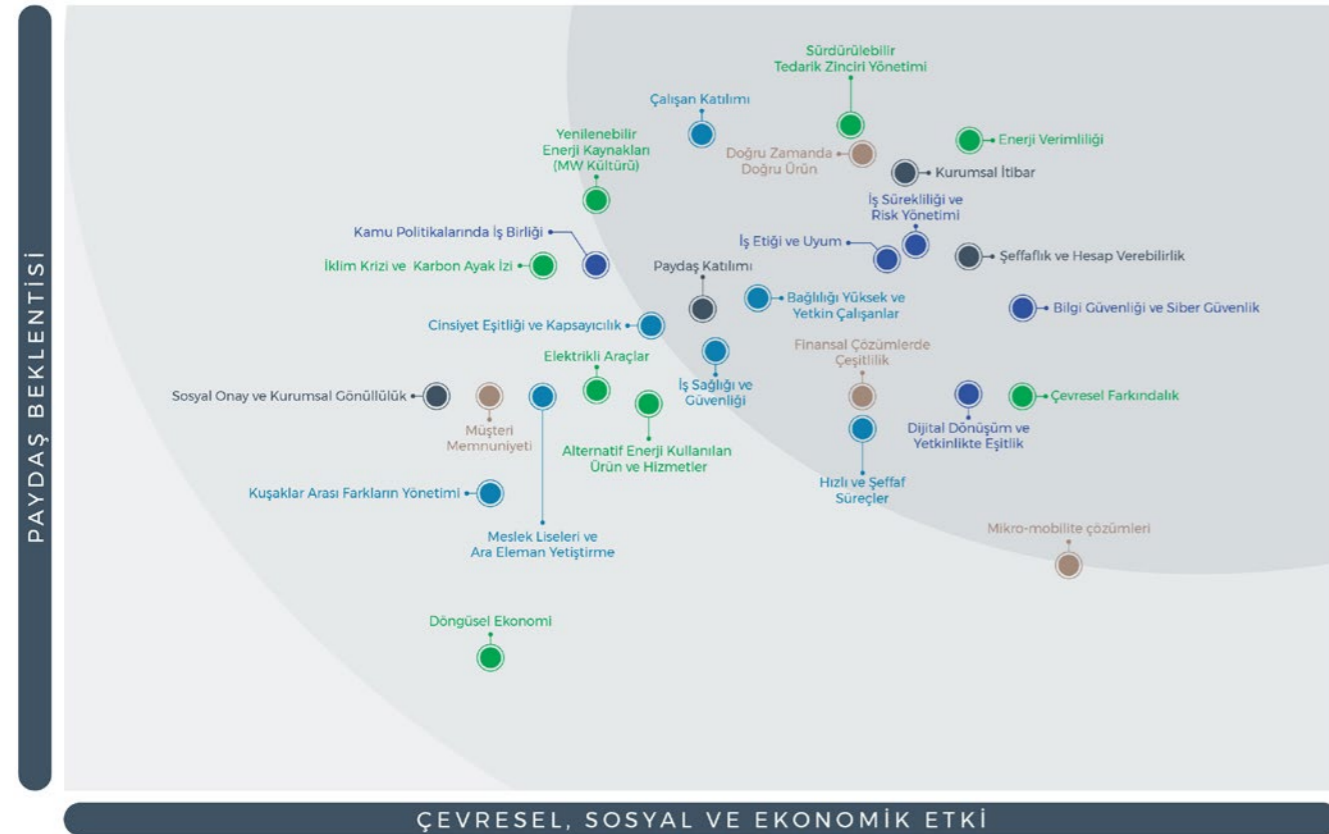 PAYDAŞ BEKLENTİSİ
Sürdürülebilir
Tedarik Zinciri Yönetimi
Çalışan Katılımı
Yenilenebilir
Enerji Kaynakları
(MW Kültürü)
Doğru Zamanda
Doğru Ürün
Enerji Verimliliği
Kurumsal İtibar
İş Sürekliliği ve
Risk Yönetimi
Kamu Politikalarında İş Birliği
İş Etiği ve Uyum
İklim Krizi ve Karbon Ayak İzi
Paydaş Katılımı
Şeffaflık ve Hesap Verebilirlik
Bağlılığı Yüksek ve
Yetkin Çalışanlar
Bilgi Güvenliği ve Siber Güvenlik
Cinsiyet Eşitliği ve Kapsayıcılık
Finansal Çözümlerde
Çeşitlilik
Elektrikli Araçlar
İş Sağlığı ve
Güvenliği
Sosyal Onay ve Kurumsal Gönüllülük
Çevresel Farkındalık
Müşteri
Memnuniyeti
Dijital Dönüşüm ve
Yetkinlikte Eşitlik
Alternatif Enerji Kullanılan
Ürün ve Hizmetler
Hızlı ve Şeffaf
Süreçler
Kuşaklar Arası Farkların Yönetimi
Meslek Liseleri ve
Ara Eleman Yetiştirme
Mikro-mobilite çözümleri
Döngüsel Ekonomi
ÇEVRESEL, SOSYAL VE EKONOMİK ETKİ